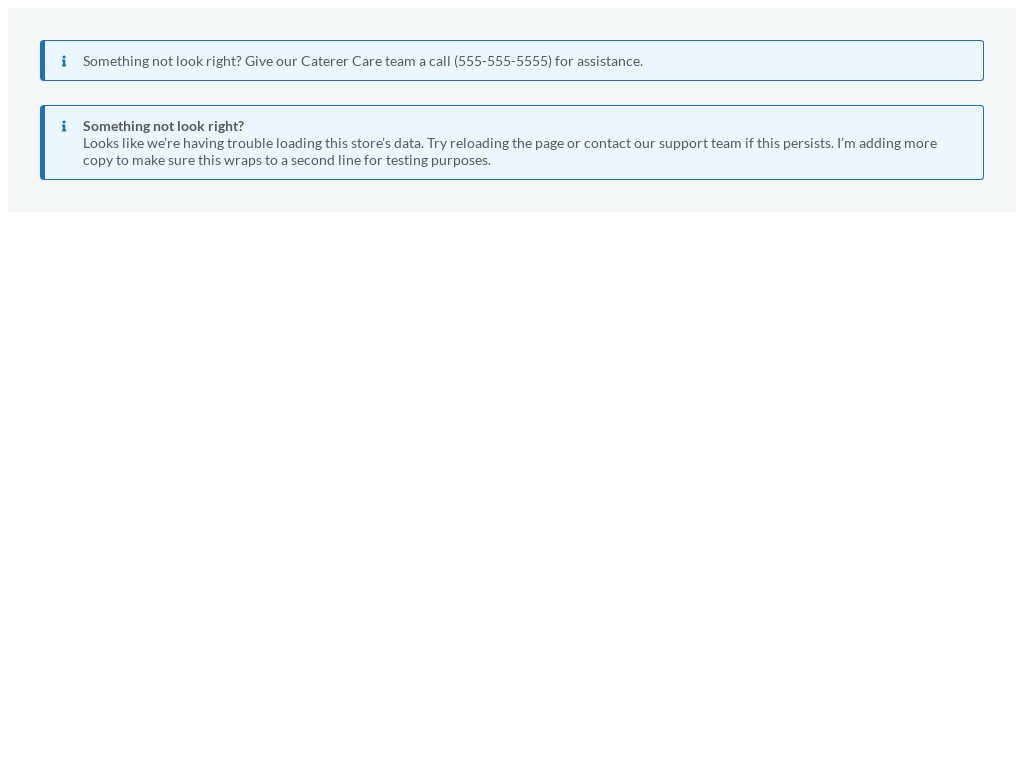 Something not look right? Give our Caterer Care team a call (555-555-5555) for assistance.
Something not look right?
Looks like we’re having trouble loading this store’s data. Try reloading the page or contact our support team if this persists. I’m adding more
copy to make sure this wraps to a second line for testing purposes.